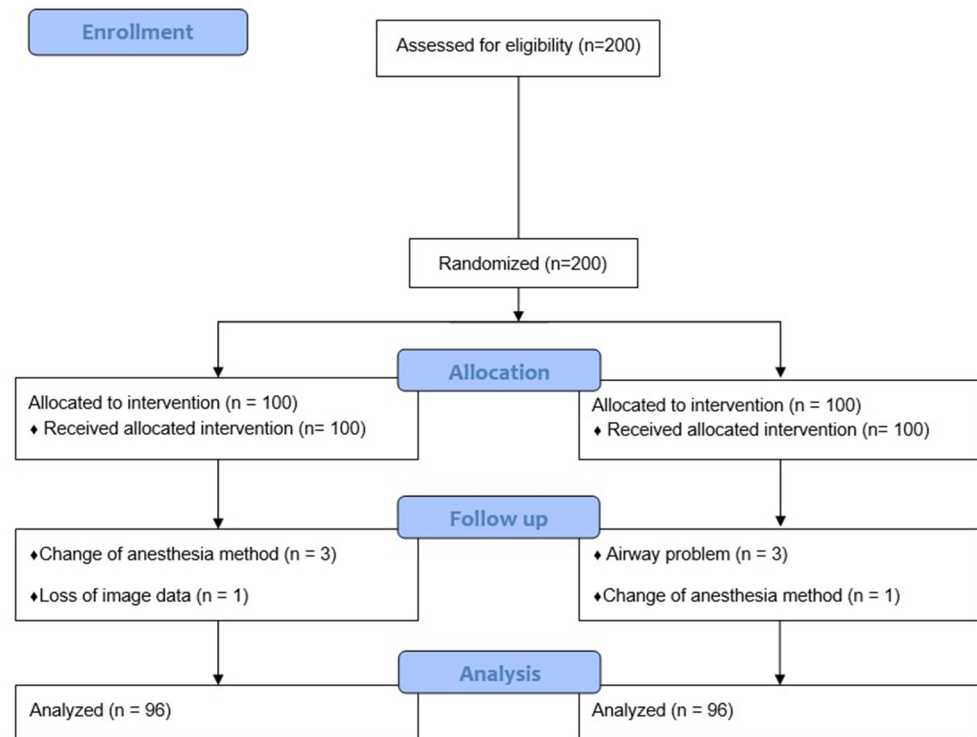 Enrollment
Assessed for eligibility (n=200)
Randomized (n=200)
Allocation
Allocated to intervention (n = 100)
♦ Received allocated intervention (n= 100)
Allocated to intervention (n = 100)
♦ Received allocated intervention (n= 100)
Follow up
♦Change of anesthesia method (n = 3)
♦Loss of image data (n = 1)
♦ Airway problem (n = 3)
♦Change of anesthesia method (n = 1)
Analysis
Analyzed (n = 96)
Analyzed (n = 96)